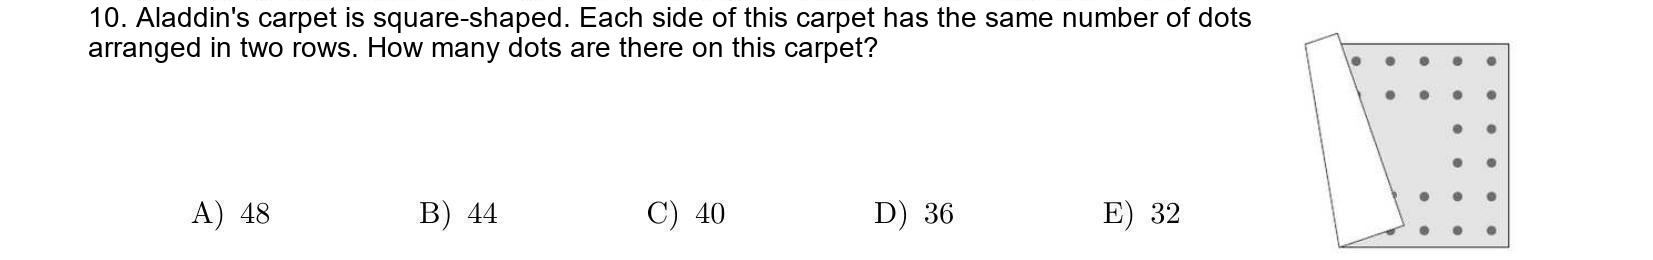 10. Aladdin's carpet is square-shaped. Each side of this carpet has the same number of dots
arranged in two rows. How many dots are there on this carpet?
A) 48 B) 44 C) 40 D) 36 E) 32